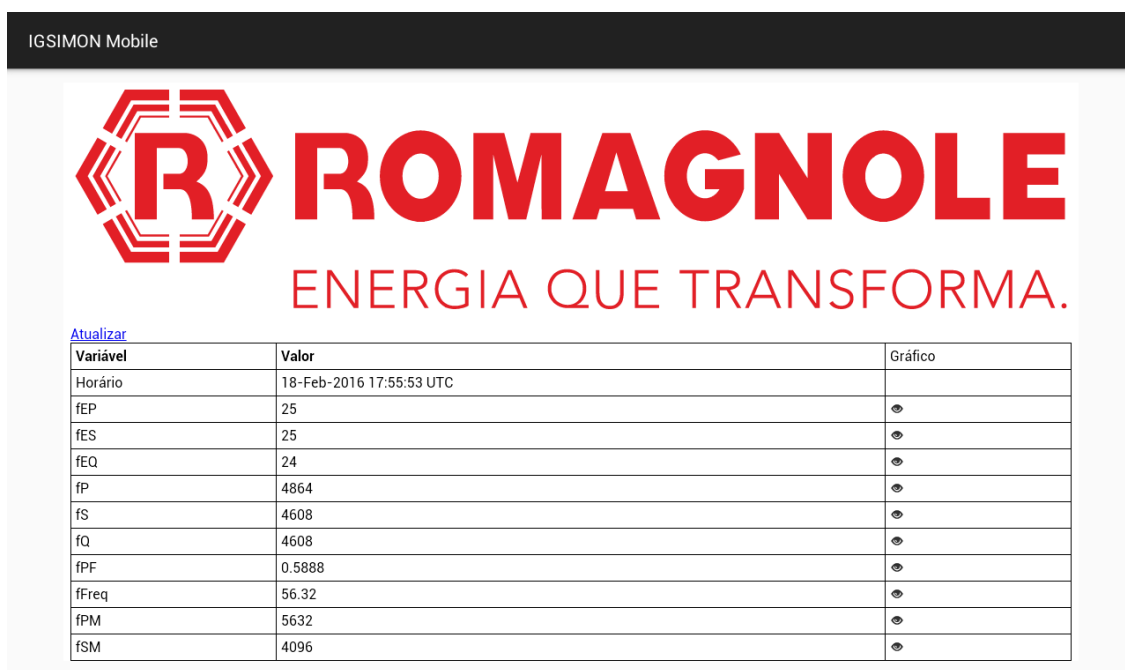 IGSIMON Mobile
R ROMAGNOLE
ENERGIA QUE TRANSFORMA.
Atualizar
Variável Valor Gráfico
Horário 18-Feb-2016 17:55:53 UTC
fEP 25
fES 25
fEQ 24
fP 4864
fS 4608
fQ 4608
fPF 0.5888
fFreq 56.32
fPM 5632
fSM 4096